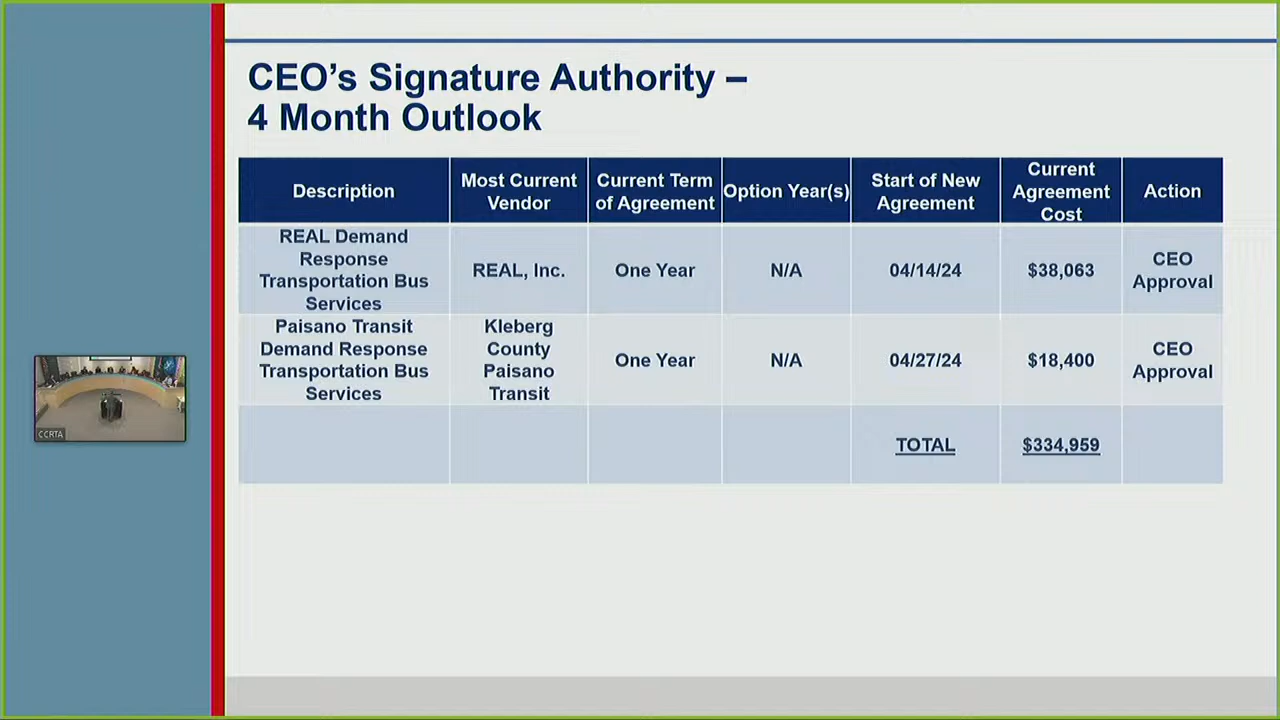 CEO’s Signature Authority –
4 Month Outlook
Description
Most Current
Vendor
Current Term
of Agreement
Option Year(s)
Start of New
Agreement
Current
Agreement
Cost
Action
REAL Demand
Response
Transportation Bus
Services
REAL, Inc.
One Year
N/A
04/14/24
$38,063
CEO
Approval
Paisano Transit
Demand Response
Transportation Bus
Services
Kleberg
County
Paisano
Transit
One Year
N/A
04/27/24
$18,400
CEO
Approval
TOTAL
$334,959
CCRTA